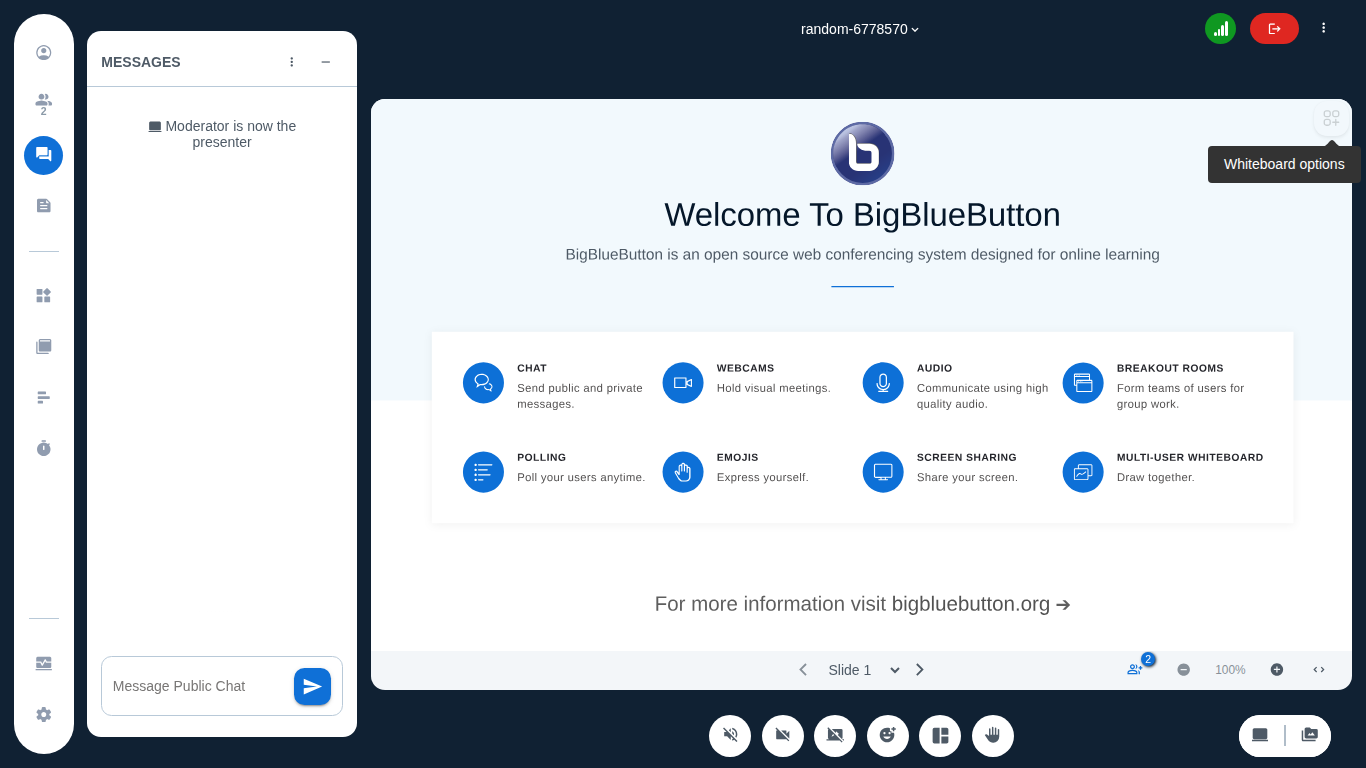 random-6778570
2
MESSAGES
Moderator is now the
presenter
Message Public Chat
Whiteboard options
Welcome To BigBlueButton
BigBlueButton is an open source web conferencing system designed for online learning
CHAT
Send public and private
messages.
WEBCAMS
Hold visual meetings.
AUDIO
Communicate using high
quality audio.
BREAKOUT ROOMS
Form teams of users for
group work.
POLLING
Poll your users anytime.
EMOJIS
Express yourself.
SCREEN SHARING
Share your screen.
MULTI-USER WHITEBOARD
Draw together.
For more information visit bigbluebutton.org ➔
Slide 1
2
100%